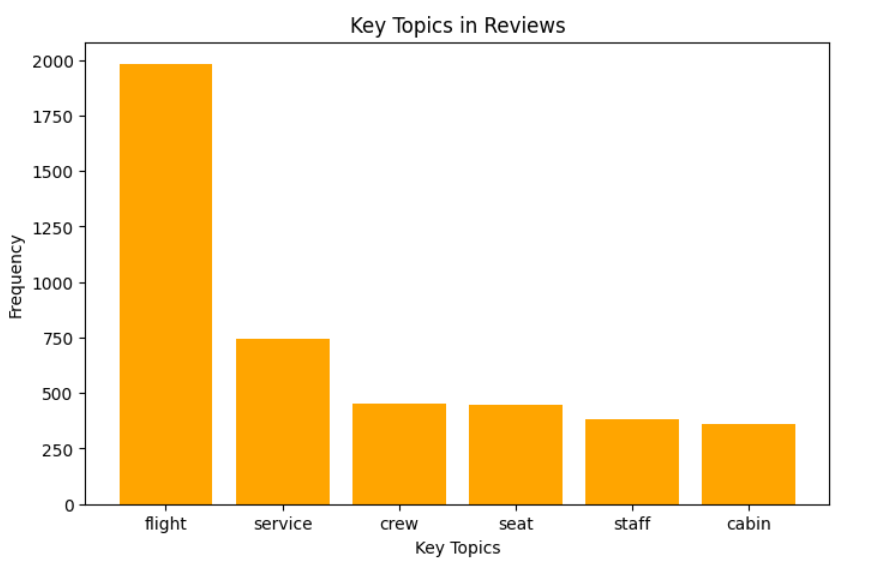 Key Topics in Reviews
2000
1750
1500
1250
1000
750
500
250
0
Frequency
flight service crew seat staff cabin
Key Topics